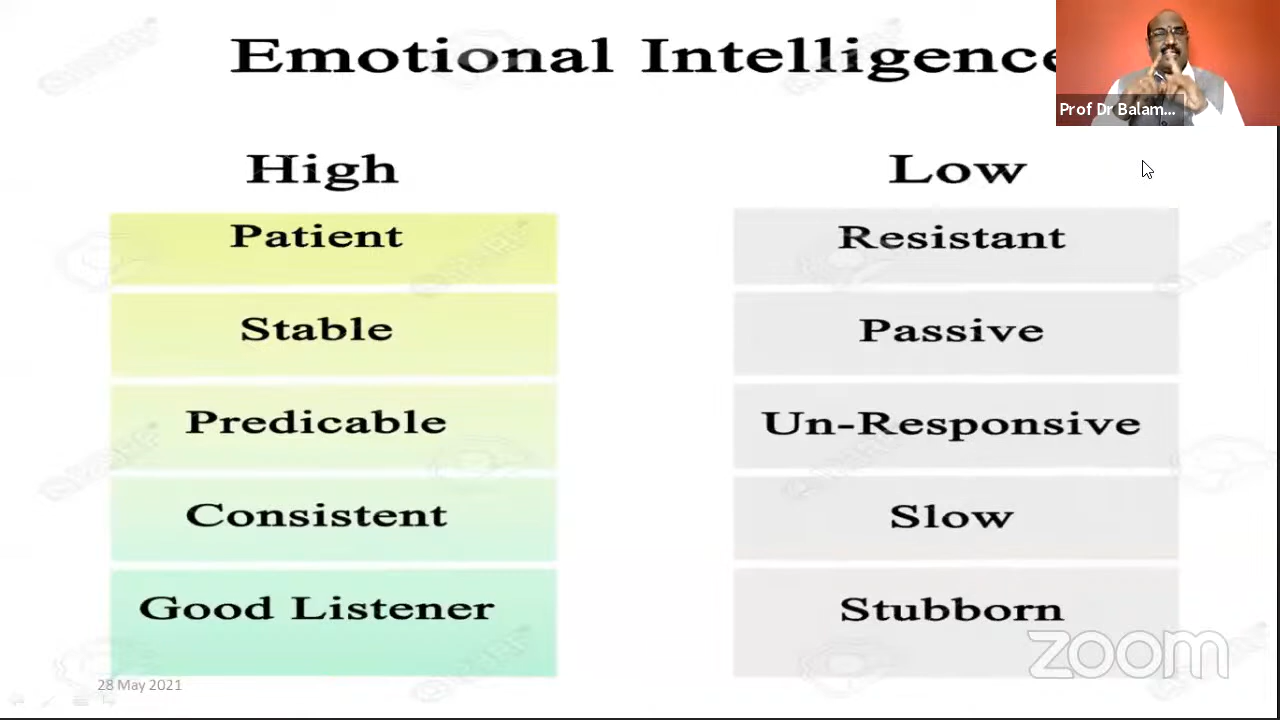 Emotional Intelligence
Prof Dr Balam...
High
Low
Patient
Resistant
Stable
Passive
Predicable
Un-Responsive
Consistent
Slow
Good Listener
Stubborn
zoom
28 May 2021